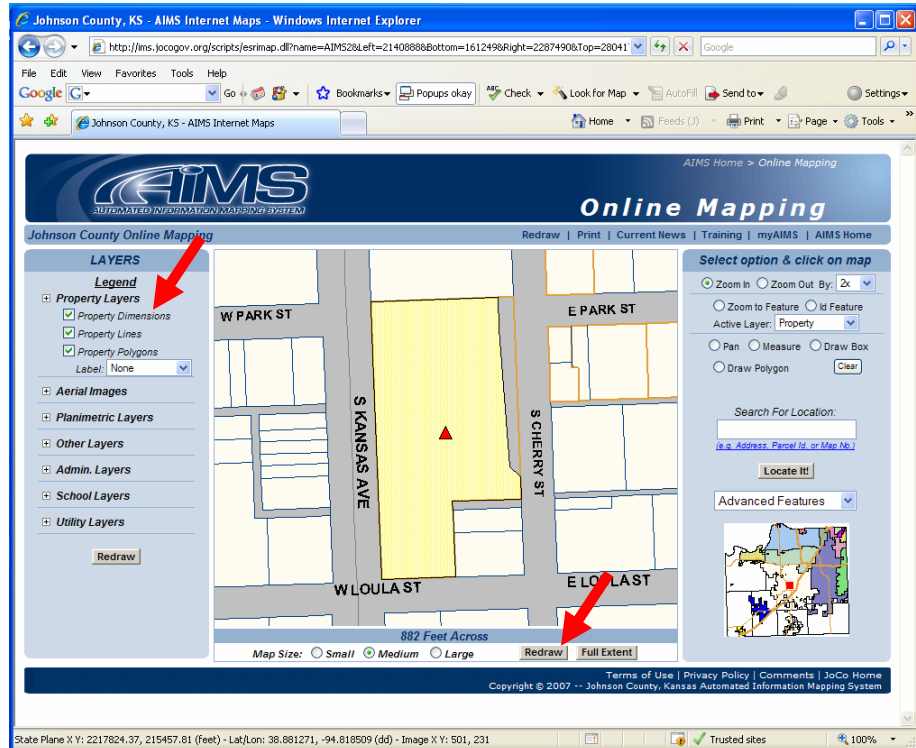 Johnson County, KS - AIMS Internet Maps - Windows Internet Explorer
http://ims.jocogov.org/scripts/esrimap.dll?name=AIMS2&Left=2140888&Bottom=161249&Right=2287490&Top=28041
Google
File Edit View Favorites Tools Help
Google G Go Bookmarks Popups okay Check Look for Map AutoFill Send to Settings
Johnson County, KS - AIMS Internet Maps Home Feeds (J) Print Page Tools »
AIMS
AUTOMATED INFORMATION MAPPING SYSTEM
AIMS Home > Online Mapping
Online Mapping
Johnson County Online Mapping Redraw | Print | Current News | Training | myAIMS | AIMS Home
LAYERS
Legend
Property Layers
Property Dimensions
Property Lines
Property Polygons
Label: None
Aerial Images
Planimetric Layers
Other Layers
Admin. Layers
School Layers
Utility Layers
Redraw
W PARK ST
E PARK ST
S KANSAS AVE
S CHERRY ST
W LOULA ST
E LOULA ST
882 Feet Across
Map Size: Small Medium Large Redraw Full Extent
Select option & click on map
Zoom In Zoom Out By: 2x
Zoom to Feature Id Feature
Active Layer: Property
Pan Measure Draw Box
Draw Polygon Clear
Search For Location:
(e.g. Address, Parcel Id, or Map No.)
Locate It!
Advanced Features
Terms of Use | Privacy Policy | Comments | JoCo Home
Copyright © 2007 -- Johnson County, Kansas Automated Information Mapping System
State Plane X Y: 2217824.37, 215457.81 (feet) - Lat/Lon: 38.881271, -94.818509 (dd) - Image X Y: 501, 231 Trusted sites 100%